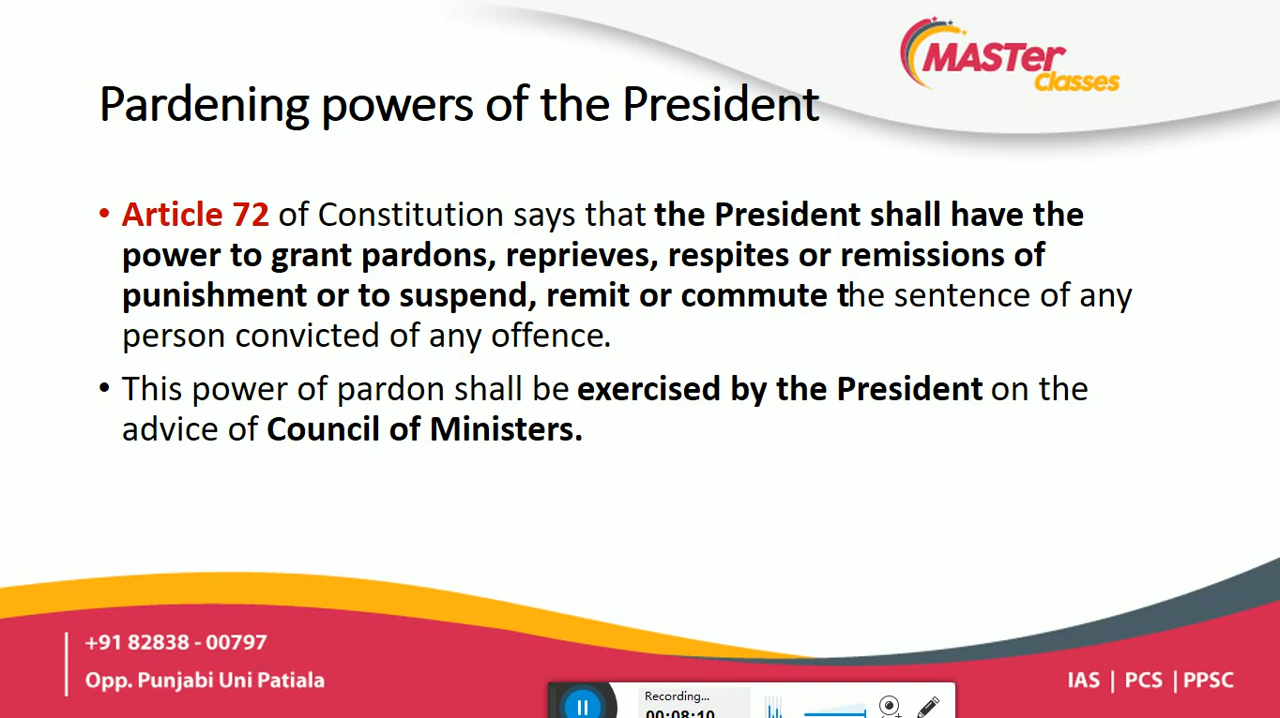 MASTer
Classes
Pardening powers of the President
• Article 72 of Constitution says that the President shall have the
power to grant pardons, reprieves, respites or remissions of
punishment or to suspend, remit or commute the sentence of any
person convicted of any offence.
• This power of pardon shall be exercised by the President on the
advice of Council of Ministers.
+91 82838 - 00797
Opp. Punjabi Uni Patiala
IAS | PCS | PPSC
Recording...
00:08:10